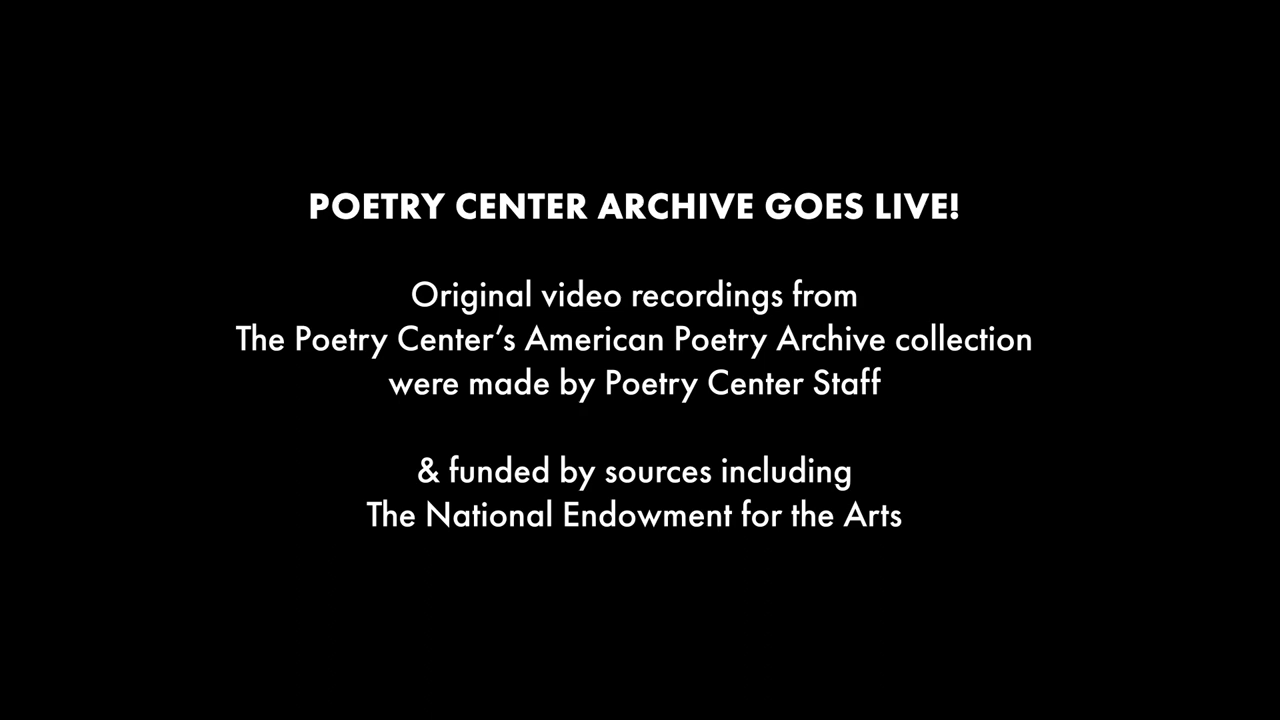 POETRY CENTER ARCHIVE GOES LIVE!
Original video recordings from
The Poetry Center’s American Poetry Archive collection
were made by Poetry Center Staff
& funded by sources including
The National Endowment for the Arts